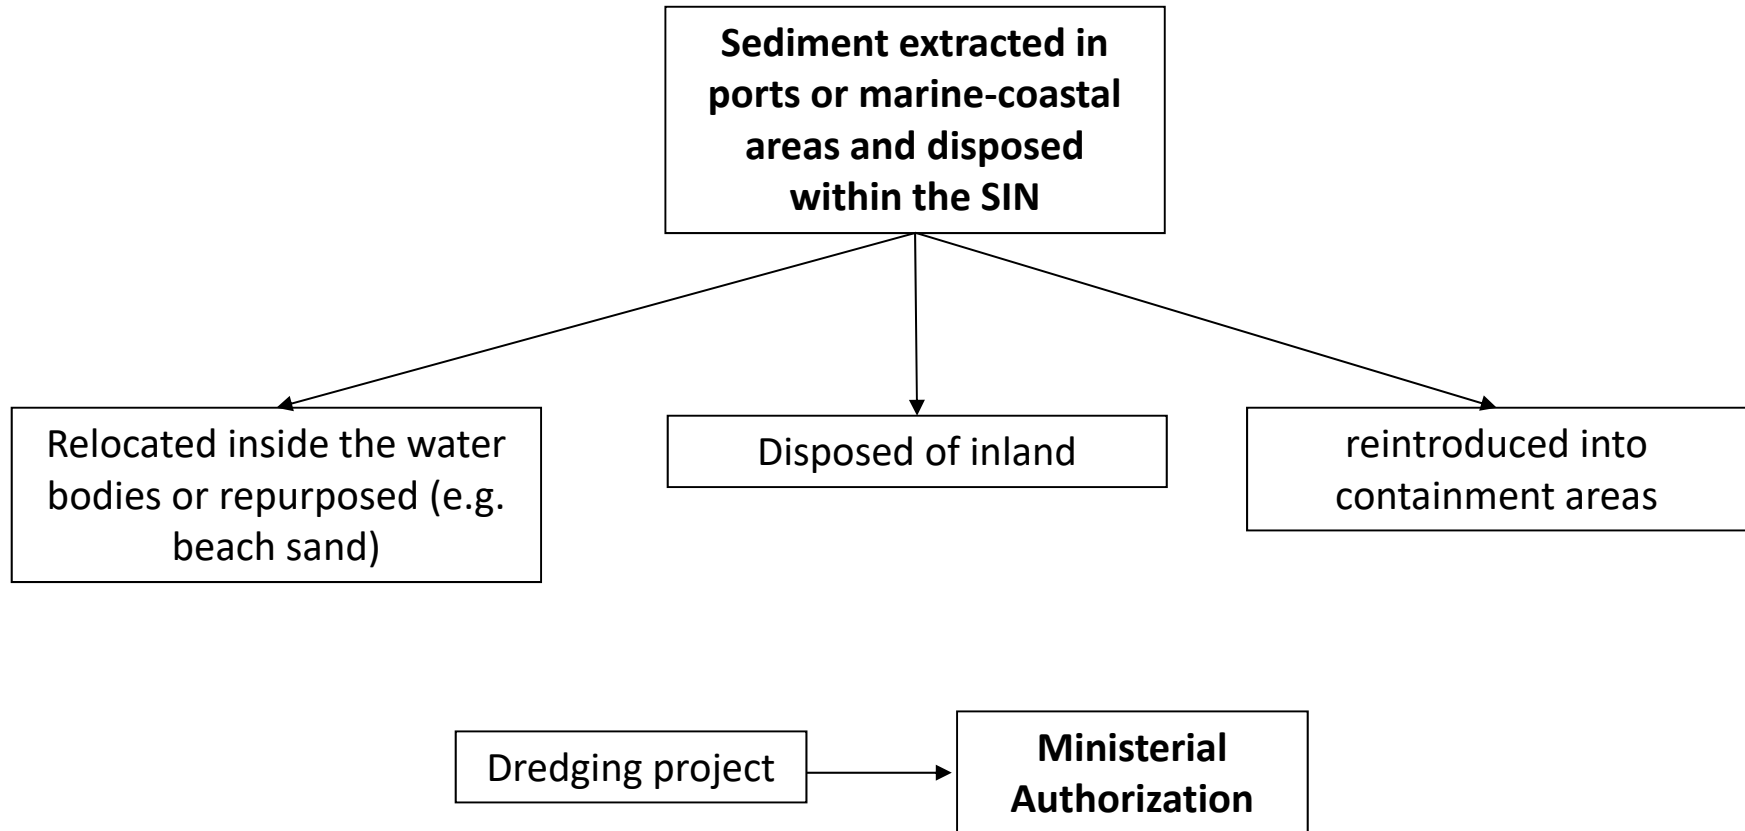 Sediment extracted in
ports or marine-coastal
areas and disposed
within the SIN
Relocated inside the water
bodies or repurposed (e.g.
beach sand)
Disposed of inland
reintroduced into
containment areas
Dredging project
Ministerial
Authorization